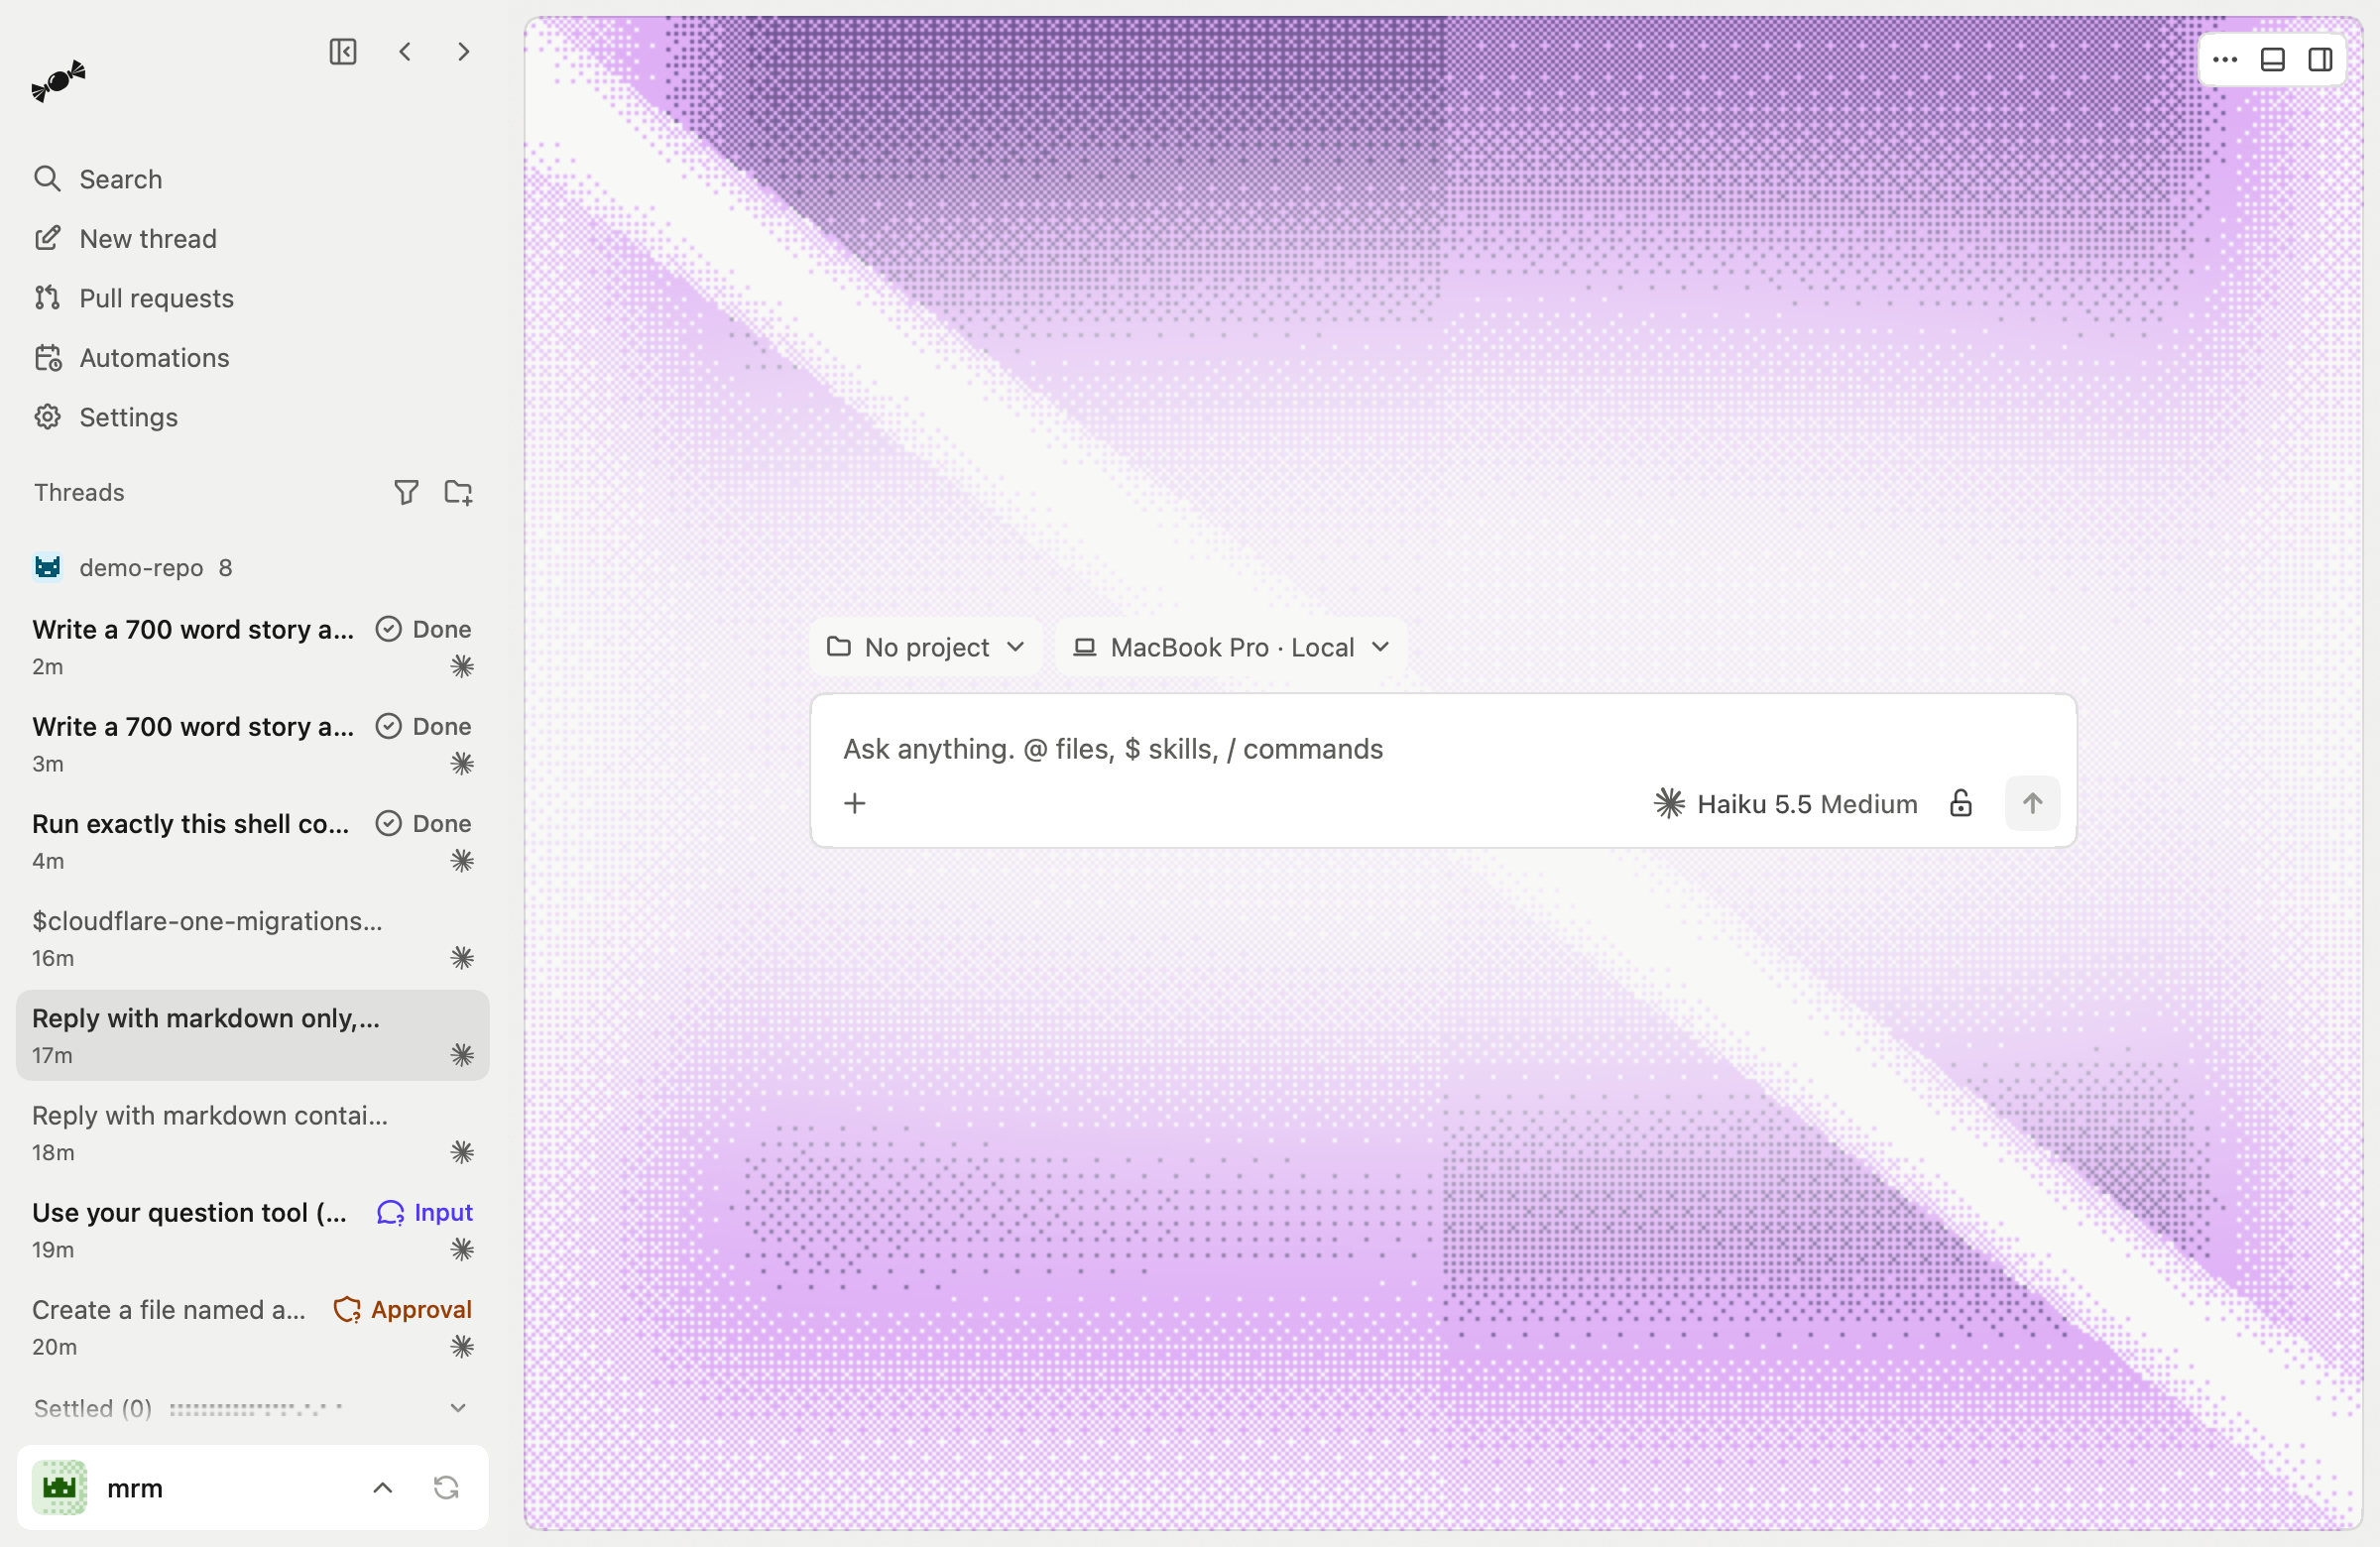 Search
New thread
Pull requests
Automations
Settings
Threads
demo-repo 8
Write a 700 word story a... Done
2m
Write a 700 word story a... Done
3m
Run exactly this shell co... Done
4m
$cloudflare-one-migrations...
16m
Reply with markdown only,...
17m
Reply with markdown contai...
18m
Use your question tool (... Input
19m
Create a file named a... Approval
20m
Settled (0)
mrm
No project MacBook Pro · Local
Ask anything. @ files, $ skills, / commands
Haiku 5.5 Medium